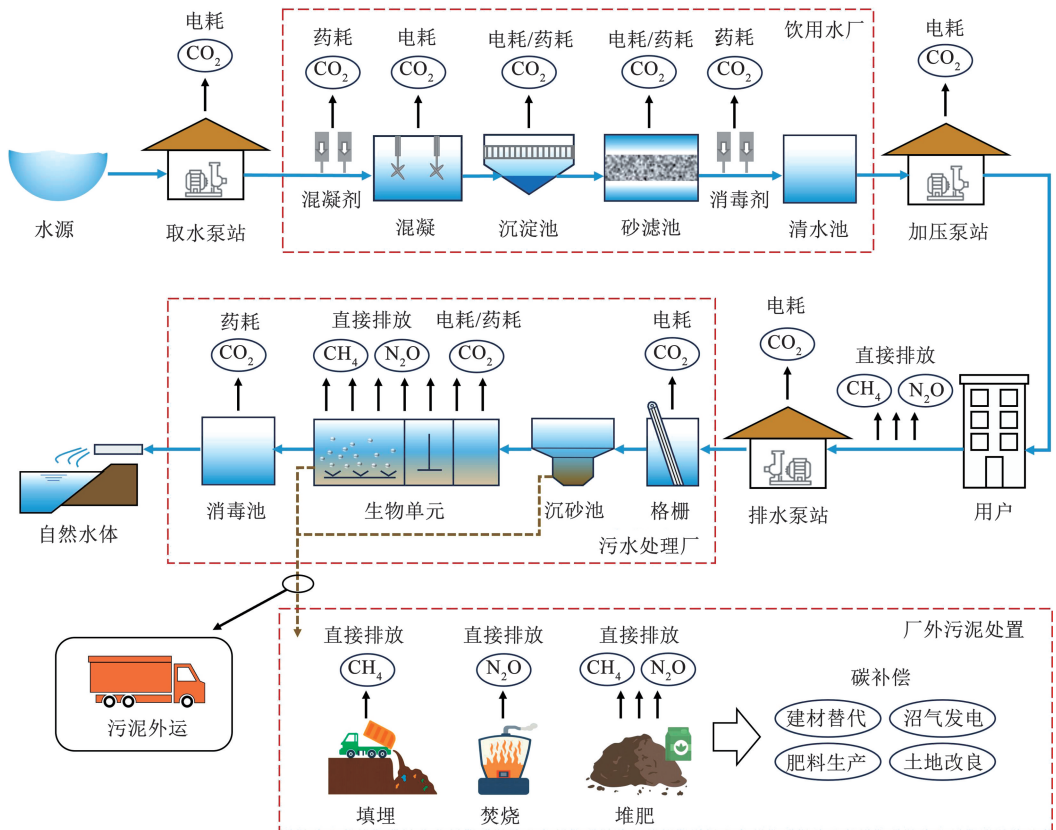 电耗
CO₂
饮用水厂
药耗
CO₂
电耗
CO₂
电耗/药耗
CO₂
电耗/药耗
CO₂
药耗
CO₂
电耗
CO₂
水源
取水泵站
混凝剂
混凝
沉淀池
砂滤池
消毒剂
清水池
加压泵站
药耗
CO₂
直接排放
CH₄
N₂O
电耗/药耗
CO₂
电耗
CO₂
电耗
CO₂
直接排放
CH₄
N₂O
自然水体
消毒池
生物单元
沉砂池
格栅
排水泵站
用户
污水处理厂
污泥外运
厂外污泥处置
直接排放
CH₄
直接排放
N₂O
直接排放
CH₄
N₂O
填埋
焚烧
堆肥
碳补偿
建材替代
沼气发电
肥料生产
土地改良